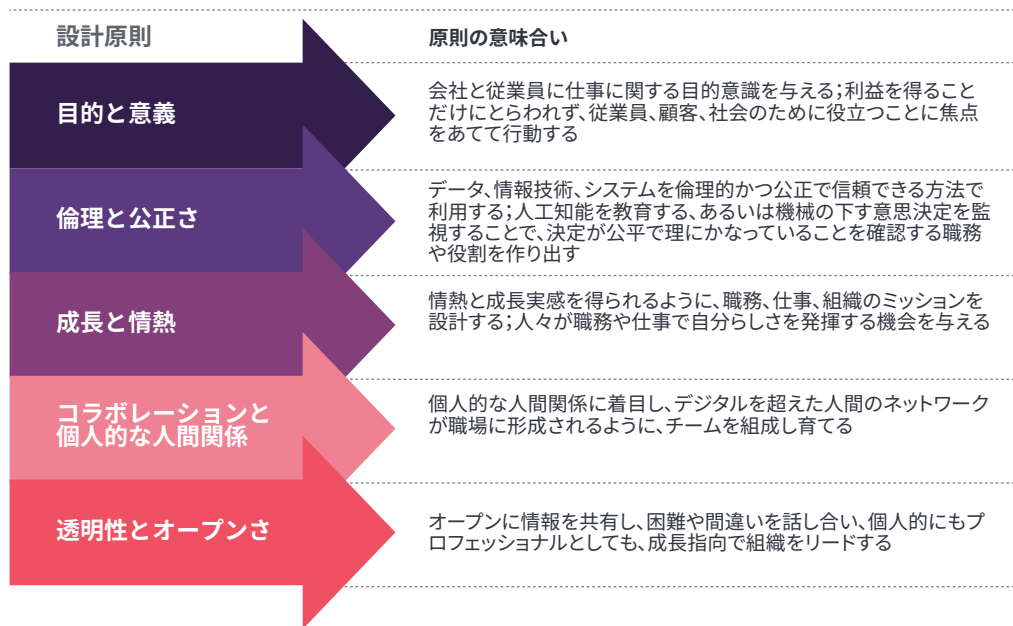 設計原則
原則の意味合い
目的と意義
会社と従業員に仕事に関する目的意識を与える；利益を得ること
だけにとらわれず、従業員、顧客、社会のために役立つことに焦点
をあてて行動する
倫理と公正さ
データ、情報技術、システムを倫理的かつ公正で信頼できる方法で
利用する；人工知能を教育する、あるいは機械の下す意思決定を監
視することで、決定が公平で理にかなっていることを確認する職務
や役割を作り出す
成長と情熱
情熱と成長実感を得られるように、職務、仕事、組織のミッションを
設計する；人々が職務や仕事で自分らしさを発揮する機会を与える
コラボレーションと
個人的な人間関係
個人的な人間関係に着目し、デジタルを超えた人間のネットワーク
が職場に形成されるように、チームを組成し育てる
透明性とオープンさ
オープンに情報を共有し、困難や間違いを話し合い、個人的にもプ
ロフェッショナルとしても、成長指向で組織をリードする